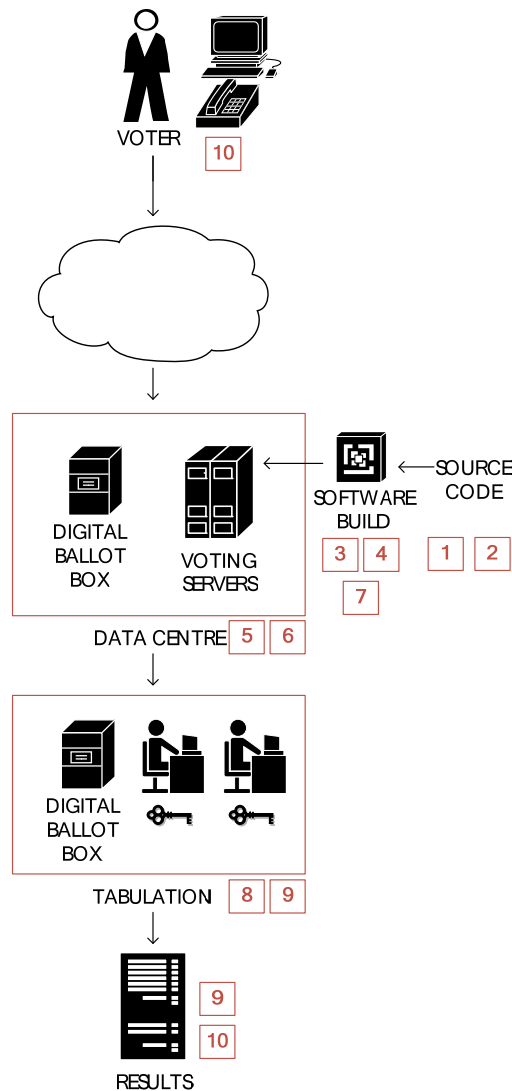 VOTER
10
SOURCE
CODE
SOFTWARE
BUILD
DIGITAL
BALLOT
BOX
VOTING
SERVERS
3 4
1 2
7
DATA CENTRE 5 6
DIGITAL
BALLOT
BOX
TABULATION 8 9
9
10
RESULTS